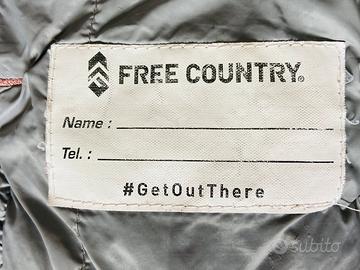 FREE COUNTRY®
Name :
Tel. :
#GetOutThere
subito